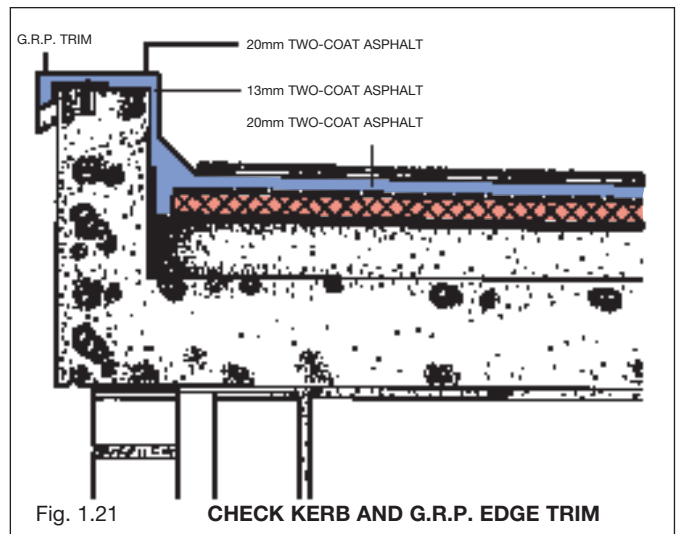 G.R.P. TRIM
20mm TWO-COAT ASPHALT
13mm TWO-COAT ASPHALT
20mm TWO-COAT ASPHALT
Fig. 1.21 CHECK KERB AND G.R.P. EDGE TRIM